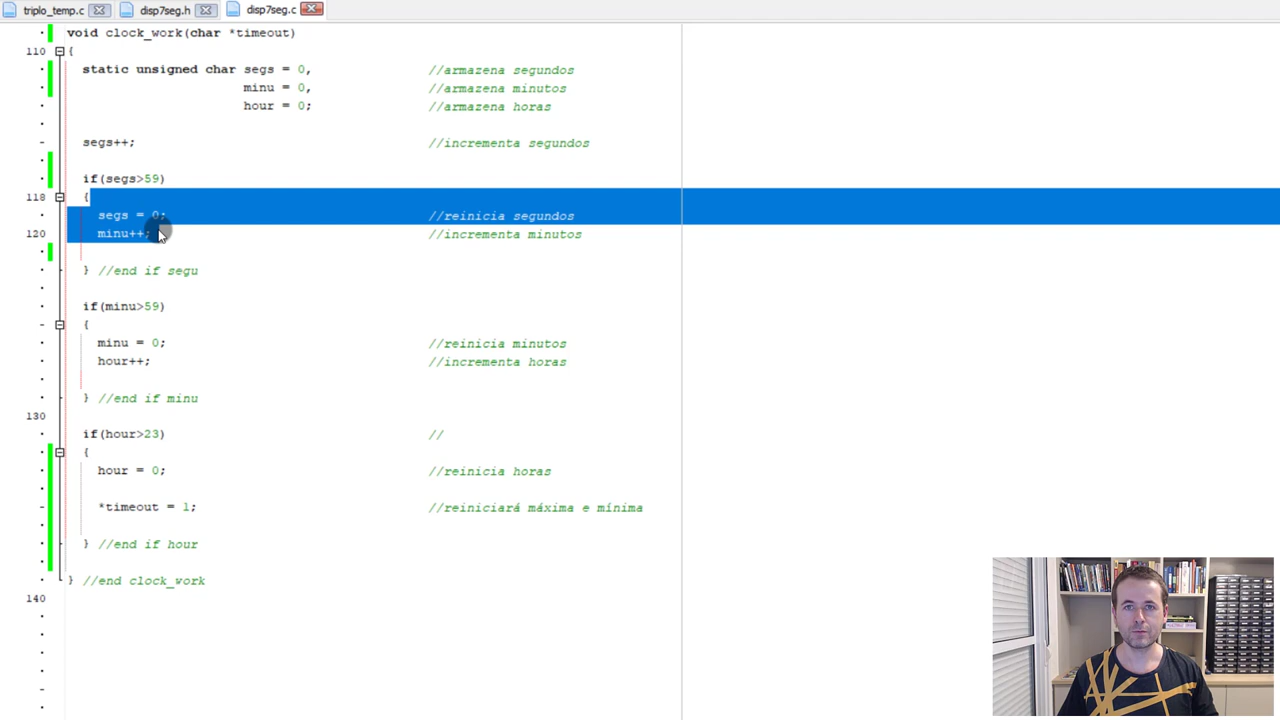 triplo_temp.c disp7seg.h disp7seg.c
void clock_work(char *timeout)
110 {
static unsigned char segs = 0, //armazena segundos
minu = 0, //armazena minutos
hour = 0; //armazena horas
segs++; //incrementa segundos
if(segs>59)
118 {
segs = 0; //reinicia segundos
120 minu++; //incrementa minutos
} //end if segu
if(minu>59)
{
minu = 0; //reinicia minutos
hour++; //incrementa horas
} //end if minu
130
if(hour>23) //
{
hour = 0; //reinicia horas
*timeout = 1; //reiniciará máxima e mínima
} //end if hour
} //end clock_work
140